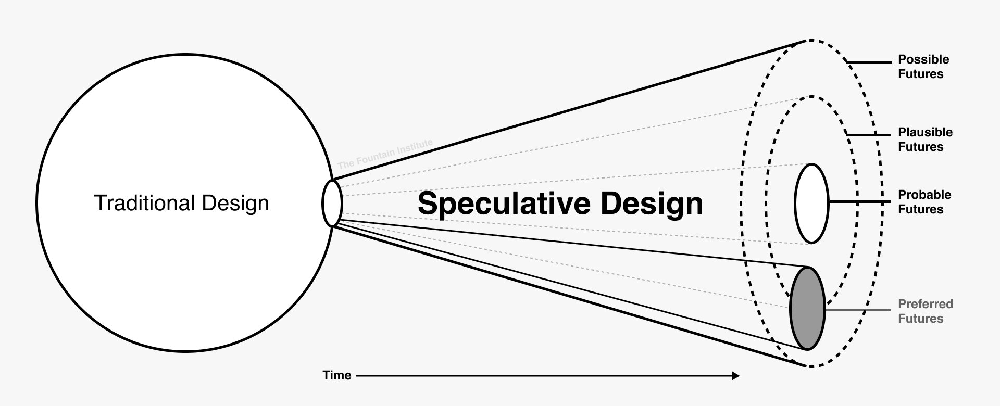 Possible
Futures
Plausible
Futures
The Fountain Institute
Traditional Design
Speculative Design
Probable
Futures
Preferred
Futures
Time